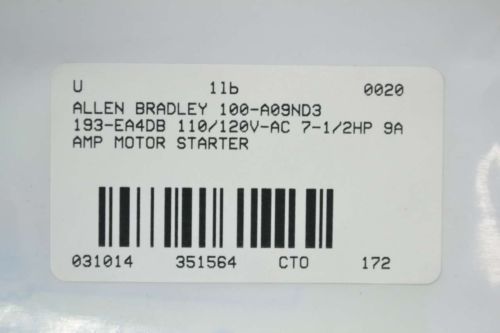 U 1lb 0020
ALLEN BRADLEY 100-A09ND3
193-EA4DB 110/120V-AC 7-1/2HP 9A
AMP MOTOR STARTER
031014 351564 CTO 172